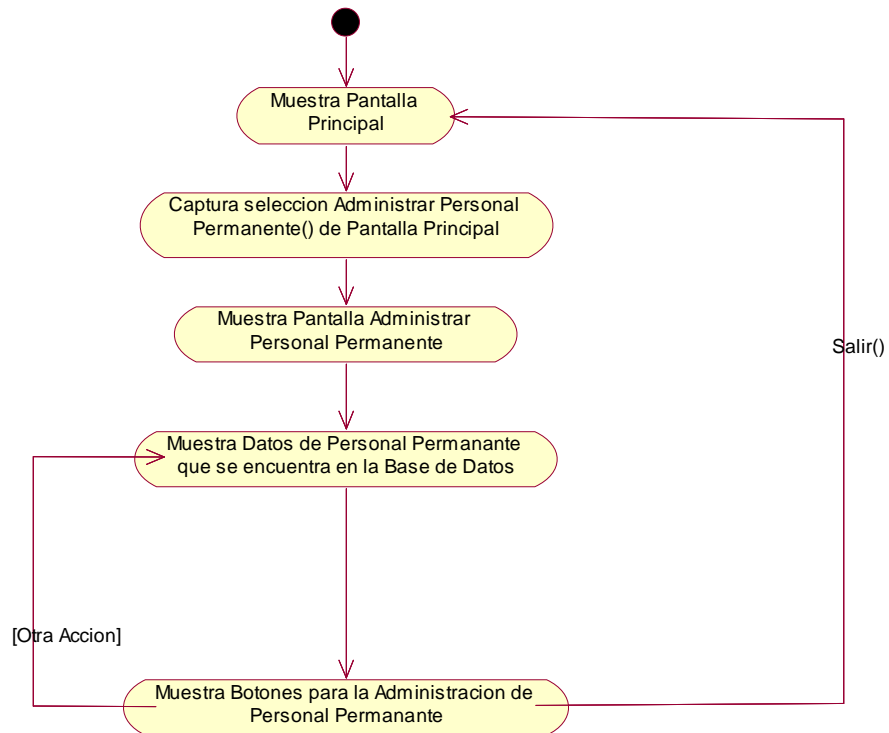 Muestra Pantalla
Principal
Captura seleccion Administrar Personal
Permanente() de Pantalla Principal
Muestra Pantalla Administrar
Personal Permanente
Salir()
Muestra Datos de Personal Permanante
que se encuentra en la Base de Datos
[Otra Accion]
Muestra Botones para la Administracion de
Personal Permanante